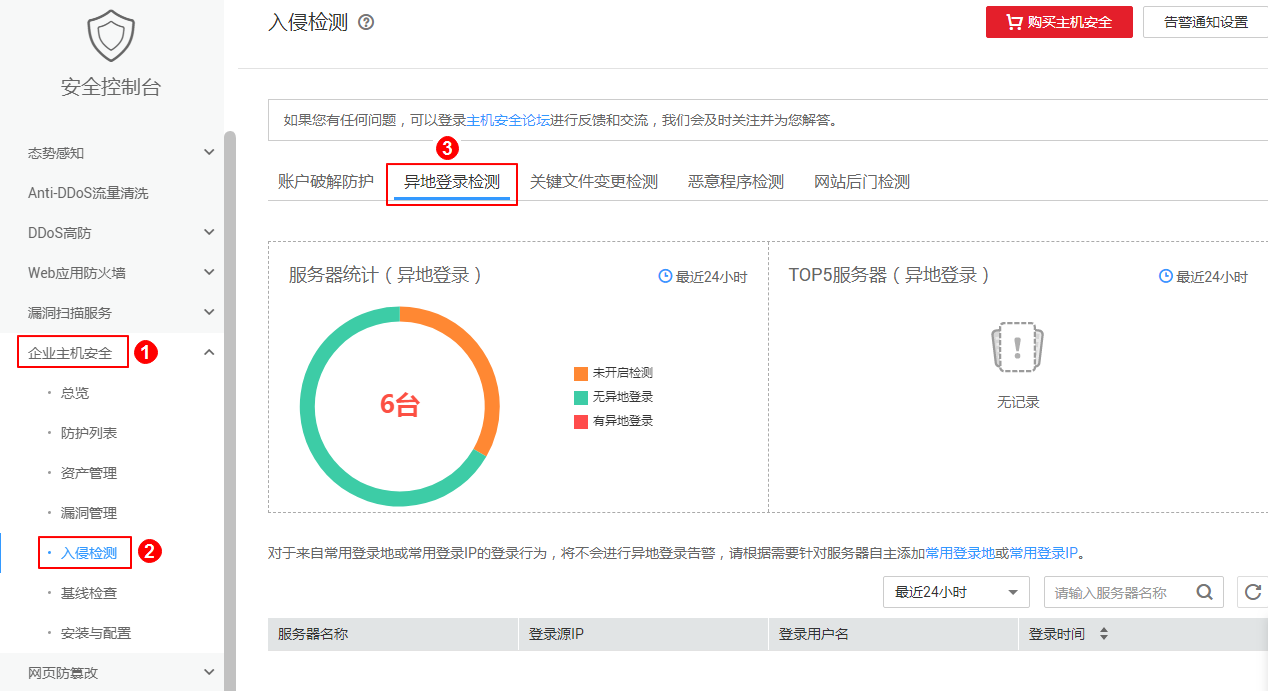 安全控制台
态势感知
Anti-DDoS流量清洗
DDoS高防
Web应用防火墙
漏洞扫描服务
企业主机安全 1
· 总览
· 防护列表
· 资产管理
· 漏洞管理
· 入侵检测 2
· 基线检查
· 安装与配置
网页防篡改
入侵检测 ?
购买主机安全 告警通知设置
如果您有任何问题，可以登录主机安全论坛进行反馈和交流，我们会及时关注并为您解答。
3
账户破解防护 异地登录检测 关键文件变更检测 恶意程序检测 网站后门检测
服务器统计（异地登录） 最近24小时
6台
未开启检测
无异地登录
有异地登录
TOP5服务器（异地登录） 最近24小时
无记录
对于来自常用登录地或常用登录IP的登录行为，将不会进行异地登录告警，请根据需要针对服务器自主添加常用登录地或常用登录IP。
最近24小时 请输入服务器名称
服务器名称 登录源IP 登录用户名 登录时间